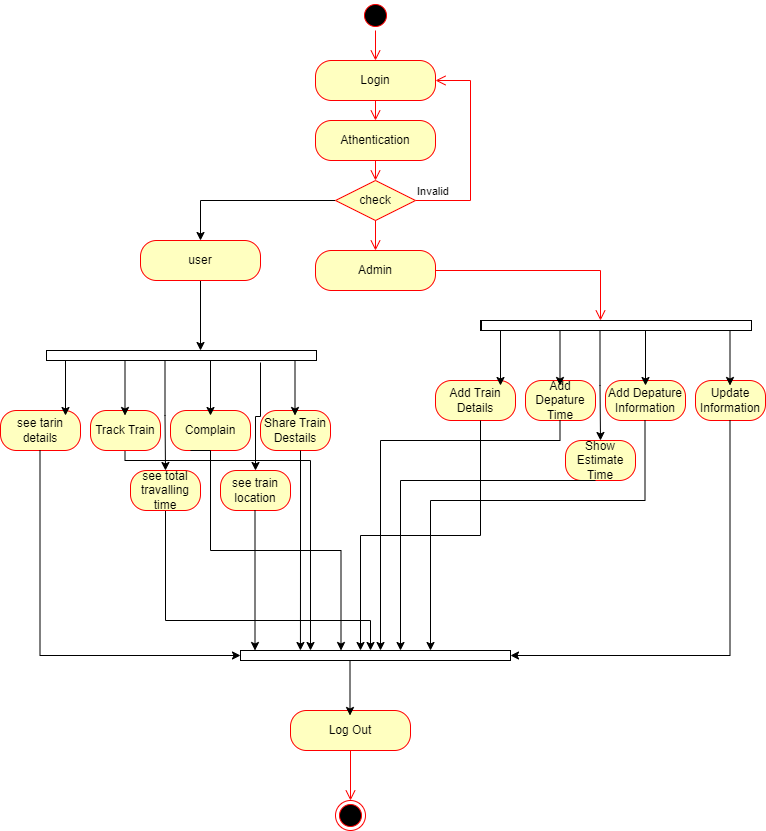 Login
Athentication
check
Invalid
user
Admin
see tarin
details
Track Train
Complain
Share Train
Destails
see total
travalling
time
see train
location
Add Train
Details
Add
Depature
Time
Add Depature
Information
Update
Information
Show
Estimate
Time
Log Out